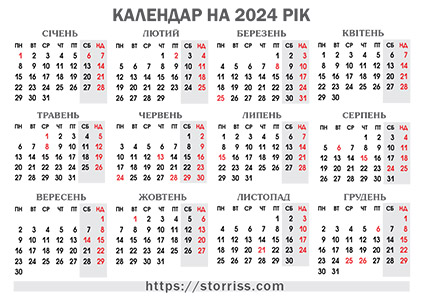 КАЛЕНДАР НА 2024 РІК
СІЧЕНЬ
ПН ВТ СР ЧТ ПТ СБ НД
1 2 3 4 5 6 7
8 9 10 11 12 13 14
15 16 17 18 19 20 21
22 23 24 25 26 27 28
29 30 31
ЛЮТИЙ
ПН ВТ СР ЧТ ПТ СБ НД
1 2 3 4
5 6 7 8 9 10 11
12 13 14 15 16 17 18
19 20 21 22 23 24 25
26 27 28 29
БЕРЕЗЕНЬ
ПН ВТ СР ЧТ ПТ СБ НД
1 2 3
4 5 6 7 8 9 10
11 12 13 14 15 16 17
18 19 20 21 22 23 24
25 26 27 28 29 30 31
КВІТЕНЬ
ПН ВТ СР ЧТ ПТ СБ НД
1 2 3 4 5 6 7
8 9 10 11 12 13 14
15 16 17 18 19 20 21
22 23 24 25 26 27 28
29 30
ТРАВЕНЬ
ПН ВТ СР ЧТ ПТ СБ НД
1 2 3 4 5
6 7 8 9 10 11 12
13 14 15 16 17 18 19
20 21 22 23 24 25 26
27 28 29 30 31
ЧЕРВЕНЬ
ПН ВТ СР ЧТ ПТ СБ НД
1 2
3 4 5 6 7 8 9
10 11 12 13 14 15 16
17 18 19 20 21 22 23
24 25 26 27 28 29 30
ЛИПЕНЬ
ПН ВТ СР ЧТ ПТ СБ НД
1 2 3 4 5 6 7
8 9 10 11 12 13 14
15 16 17 18 19 20 21
22 23 24 25 26 27 28
29 30 31
СЕРПЕНЬ
ПН ВТ СР ЧТ ПТ СБ НД
1 2 3 4
5 6 7 8 9 10 11
12 13 14 15 16 17 18
19 20 21 22 23 24 25
26 27 28 29 30 31
ВЕРЕСЕНЬ
ПН ВТ СР ЧТ ПТ СБ НД
1
2 3 4 5 6 7 8
9 10 11 12 13 14 15
16 17 18 19 20 21 22
23 24 25 26 27 28 29
30
ЖОВТЕНЬ
ПН ВТ СР ЧТ ПТ СБ НД
1 2 3 4 5 6
7 8 9 10 11 12 13
14 15 16 17 18 19 20
21 22 23 24 25 26 27
28 29 30 31
ЛИСТОПАД
ПН ВТ СР ЧТ ПТ СБ НД
1 2 3
4 5 6 7 8 9 10
11 12 13 14 15 16 17
18 19 20 21 22 23 24
25 26 27 28 29 30
ГРУДЕНЬ
ПН ВТ СР ЧТ ПТ СБ НД
1
2 3 4 5 6 7 8
9 10 11 12 13 14 15
16 17 18 19 20 21 22
23 24 25 26 27 28 29
30 31
https://storriss.com